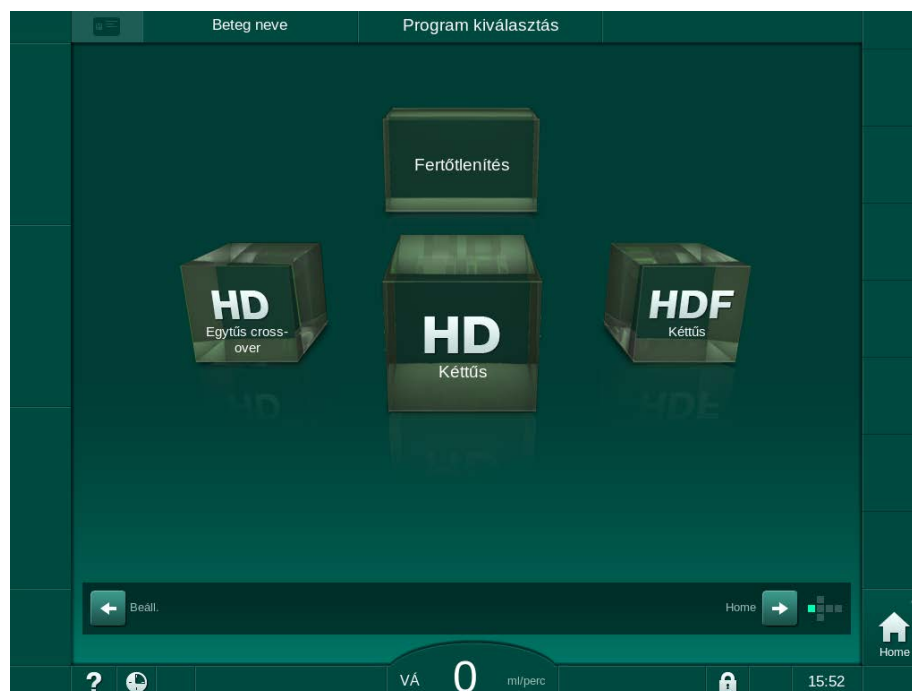 Beteg neve
Program kiválasztás
Fertőtlenítés
HD
Egytűs cross-
over
HD
Kéttűs
HDF
Kéttűs
Beáll.
Home
Home
?
VÁ
0
ml/perc
15:52